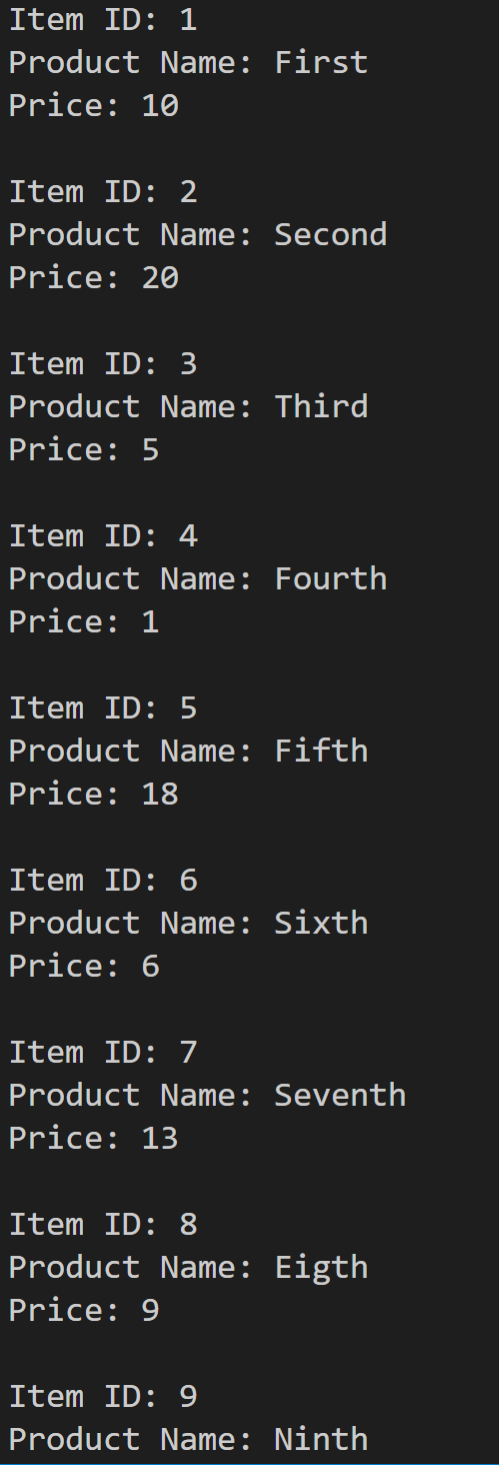 Item ID: 1
Product Name: First
Price: 10
Item ID: 2
Product Name: Second
Price: 20
Item ID: 3
Product Name: Third
Price: 5
Item ID: 4
Product Name: Fourth
Price: 1
Item ID: 5
Product Name: Fifth
Price: 18
Item ID: 6
Product Name: Sixth
Price: 6
Item ID: 7
Product Name: Seventh
Price: 13
Item ID: 8
Product Name: Eigth
Price: 9
Item ID: 9
Product Name: Ninth